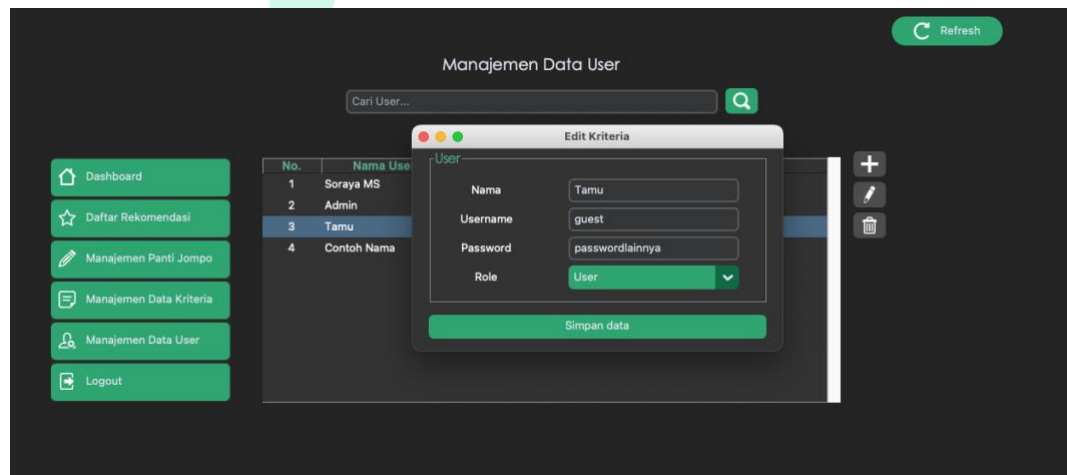 Refresh
Manajemen Data User
Cari User...
Edit Kriteria
User
Nama Tamu
Username guest
Password passwordlainnya
Role User
Simpan data
Dashboard
Daftar Rekomendasi
Manajemen Panti Jompo
Manajemen Data Kriteria
Manajemen Data User
Logout
No. Nama Use
1 Soraya MS
2 Admin
3 Tamu
4 Contoh Nama